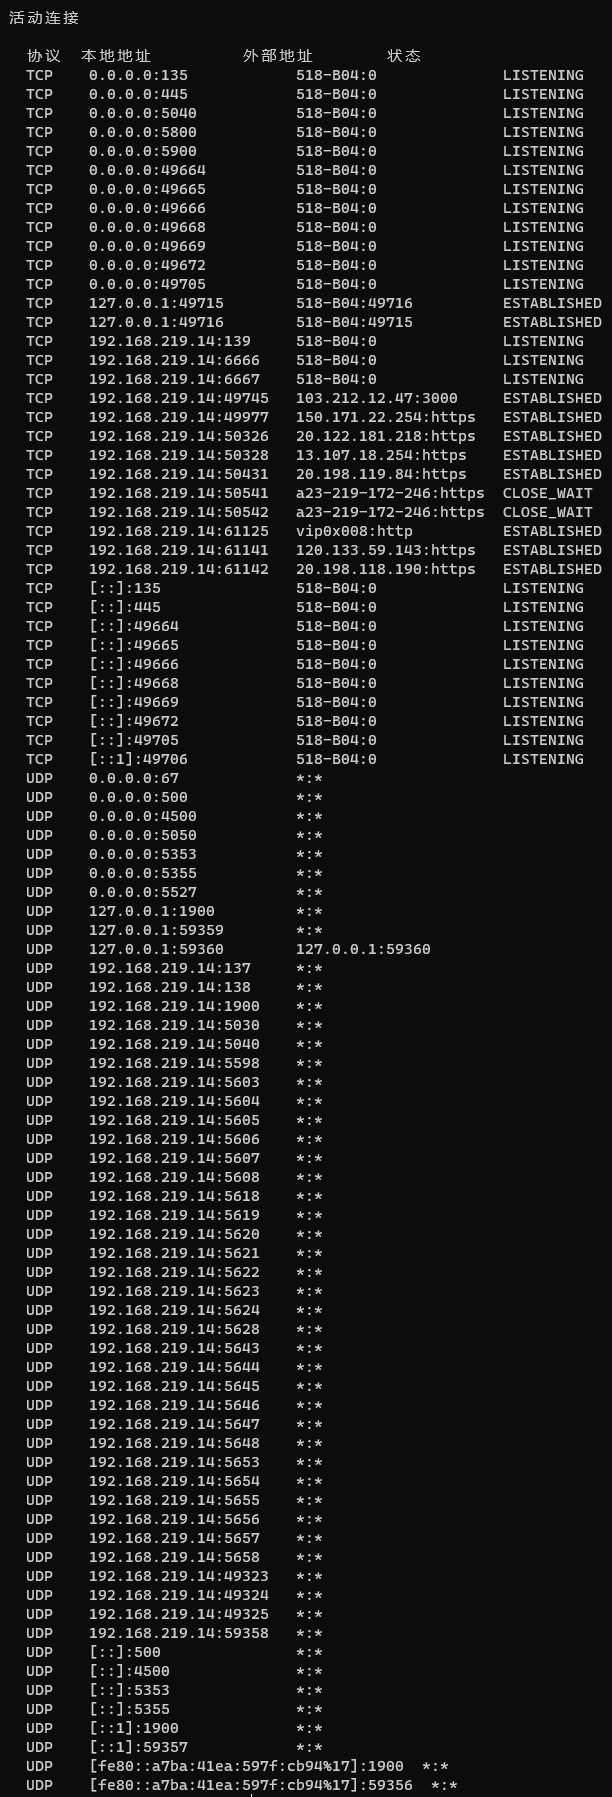 活动连接
协议 本地地址 外部地址 状态
TCP 0.0.0.0:135 518-B04:0 LISTENING
TCP 0.0.0.0:445 518-B04:0 LISTENING
TCP 0.0.0.0:5040 518-B04:0 LISTENING
TCP 0.0.0.0:5800 518-B04:0 LISTENING
TCP 0.0.0.0:5900 518-B04:0 LISTENING
TCP 0.0.0.0:49664 518-B04:0 LISTENING
TCP 0.0.0.0:49665 518-B04:0 LISTENING
TCP 0.0.0.0:49666 518-B04:0 LISTENING
TCP 0.0.0.0:49668 518-B04:0 LISTENING
TCP 0.0.0.0:49669 518-B04:0 LISTENING
TCP 0.0.0.0:49672 518-B04:0 LISTENING
TCP 0.0.0.0:49705 518-B04:0 LISTENING
TCP 127.0.0.1:49715 518-B04:49716 ESTABLISHED
TCP 127.0.0.1:49716 518-B04:49715 ESTABLISHED
TCP 192.168.219.14:139 518-B04:0 LISTENING
TCP 192.168.219.14:6666 518-B04:0 LISTENING
TCP 192.168.219.14:6667 518-B04:0 LISTENING
TCP 192.168.219.14:49745 103.212.12.47:3000 ESTABLISHED
TCP 192.168.219.14:49977 150.171.22.254:https ESTABLISHED
TCP 192.168.219.14:50326 20.122.181.218:https ESTABLISHED
TCP 192.168.219.14:50328 13.107.18.254:https ESTABLISHED
TCP 192.168.219.14:50431 20.198.119.84:https ESTABLISHED
TCP 192.168.219.14:50541 a23-219-172-246:https CLOSE_WAIT
TCP 192.168.219.14:50542 a23-219-172-246:https CLOSE_WAIT
TCP 192.168.219.14:61125 vip0x008:http ESTABLISHED
TCP 192.168.219.14:61141 120.133.59.143:https ESTABLISHED
TCP 192.168.219.14:61142 20.198.118.190:https ESTABLISHED
TCP [::]:135 518-B04:0 LISTENING
TCP [::]:445 518-B04:0 LISTENING
TCP [::]:49664 518-B04:0 LISTENING
TCP [::]:49665 518-B04:0 LISTENING
TCP [::]:49666 518-B04:0 LISTENING
TCP [::]:49668 518-B04:0 LISTENING
TCP [::]:49669 518-B04:0 LISTENING
TCP [::]:49672 518-B04:0 LISTENING
TCP [::]:49705 518-B04:0 LISTENING
TCP [::1]:49706 518-B04:0 LISTENING
UDP 0.0.0.0:67 *:*
UDP 0.0.0.0:500 *:*
UDP 0.0.0.0:4500 *:*
UDP 0.0.0.0:5050 *:*
UDP 0.0.0.0:5353 *:*
UDP 0.0.0.0:5355 *:*
UDP 0.0.0.0:5527 *:*
UDP 127.0.0.1:1900 *:*
UDP 127.0.0.1:59359 *:*
UDP 127.0.0.1:59360 127.0.0.1:59360
UDP 192.168.219.14:137 *:*
UDP 192.168.219.14:138 *:*
UDP 192.168.219.14:1900 *:*
UDP 192.168.219.14:5030 *:*
UDP 192.168.219.14:5040 *:*
UDP 192.168.219.14:5598 *:*
UDP 192.168.219.14:5603 *:*
UDP 192.168.219.14:5604 *:*
UDP 192.168.219.14:5605 *:*
UDP 192.168.219.14:5606 *:*
UDP 192.168.219.14:5607 *:*
UDP 192.168.219.14:5608 *:*
UDP 192.168.219.14:5618 *:*
UDP 192.168.219.14:5619 *:*
UDP 192.168.219.14:5620 *:*
UDP 192.168.219.14:5621 *:*
UDP 192.168.219.14:5622 *:*
UDP 192.168.219.14:5623 *:*
UDP 192.168.219.14:5624 *:*
UDP 192.168.219.14:5628 *:*
UDP 192.168.219.14:5643 *:*
UDP 192.168.219.14:5644 *:*
UDP 192.168.219.14:5645 *:*
UDP 192.168.219.14:5646 *:*
UDP 192.168.219.14:5647 *:*
UDP 192.168.219.14:5648 *:*
UDP 192.168.219.14:5653 *:*
UDP 192.168.219.14:5654 *:*
UDP 192.168.219.14:5655 *:*
UDP 192.168.219.14:5656 *:*
UDP 192.168.219.14:5657 *:*
UDP 192.168.219.14:5658 *:*
UDP 192.168.219.14:49323 *:*
UDP 192.168.219.14:49324 *:*
UDP 192.168.219.14:49325 *:*
UDP 192.168.219.14:59358 *:*
UDP [::]:500 *:*
UDP [::]:4500 *:*
UDP [::]:5353 *:*
UDP [::]:5355 *:*
UDP [::1]:1900 *:*
UDP [::1]:59357 *:*
UDP [fe80::a7ba:41ea:597f:cb94%17]:1900 *:*
UDP [fe80::a7ba:41ea:597f:cb94%17]:59356 *:*